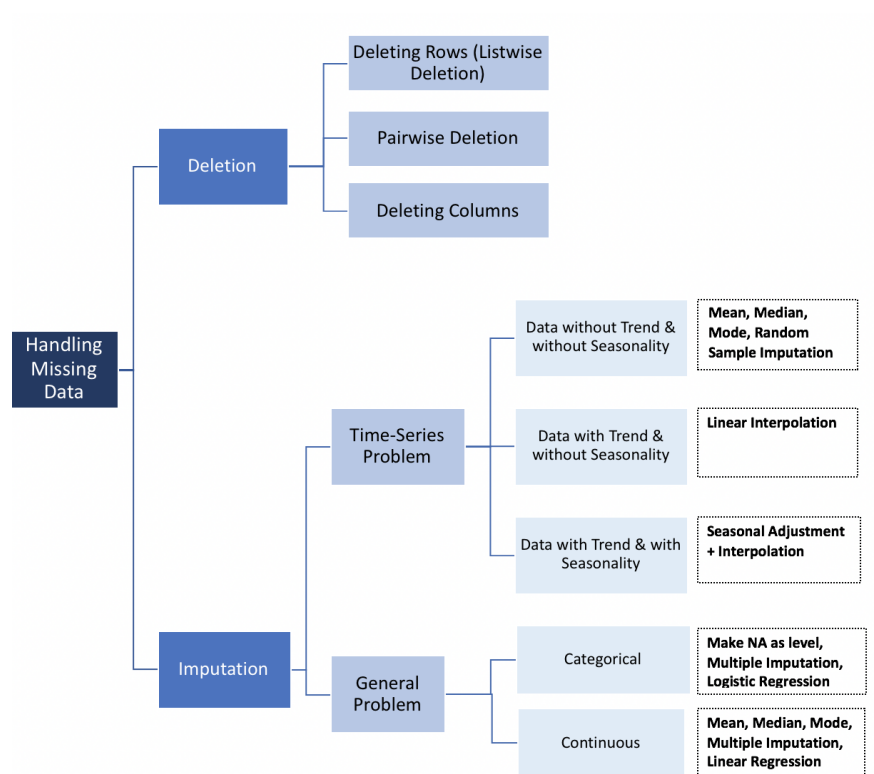 Deleting Rows (Listwise
Deletion)
Pairwise Deletion
Deletion
Deleting Columns
Handling
Missing
Data
Data without Trend &
without Seasonality
Mean, Median,
Mode, Random
Sample Imputation
Time-Series
Problem
Data with Trend &
without Seasonality
Linear Interpolation
Data with Trend & with
Seasonality
Seasonal Adjustment
+ Interpolation
Imputation
General
Problem
Categorical
Make NA as level,
Multiple Imputation,
Logistic Regression
Continuous
Mean, Median, Mode,
Multiple Imputation,
Linear Regression